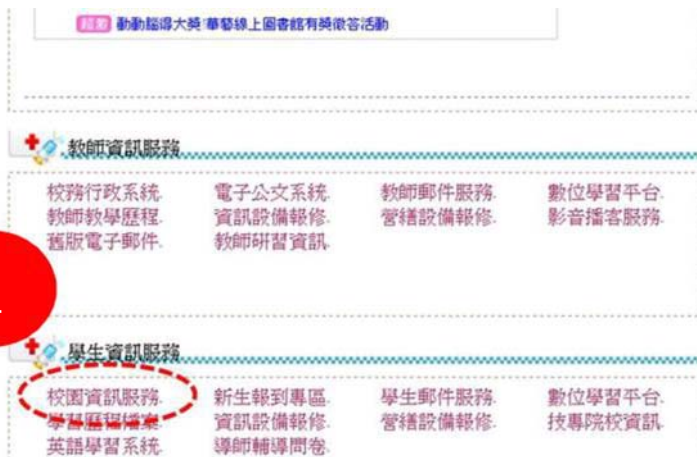 超激 動動腦得大獎!華藝線上圖書館有獎徵答活動
教師資訊服務
校務行政系統. 電子公文系統. 教師郵件服務. 數位學習平台.
教師教學歷程. 資訊設備報修. 營繕設備報修. 影音播客服務.
舊版電子郵件. 教師研習資訊.
學生資訊服務
校園資訊服務. 新生報到專區. 學生郵件服務. 數位學習平台.
學習歷程檔案. 資訊設備報修. 營繕設備報修. 技專院校資訊.
英語學習系統. 導師輔導問卷.